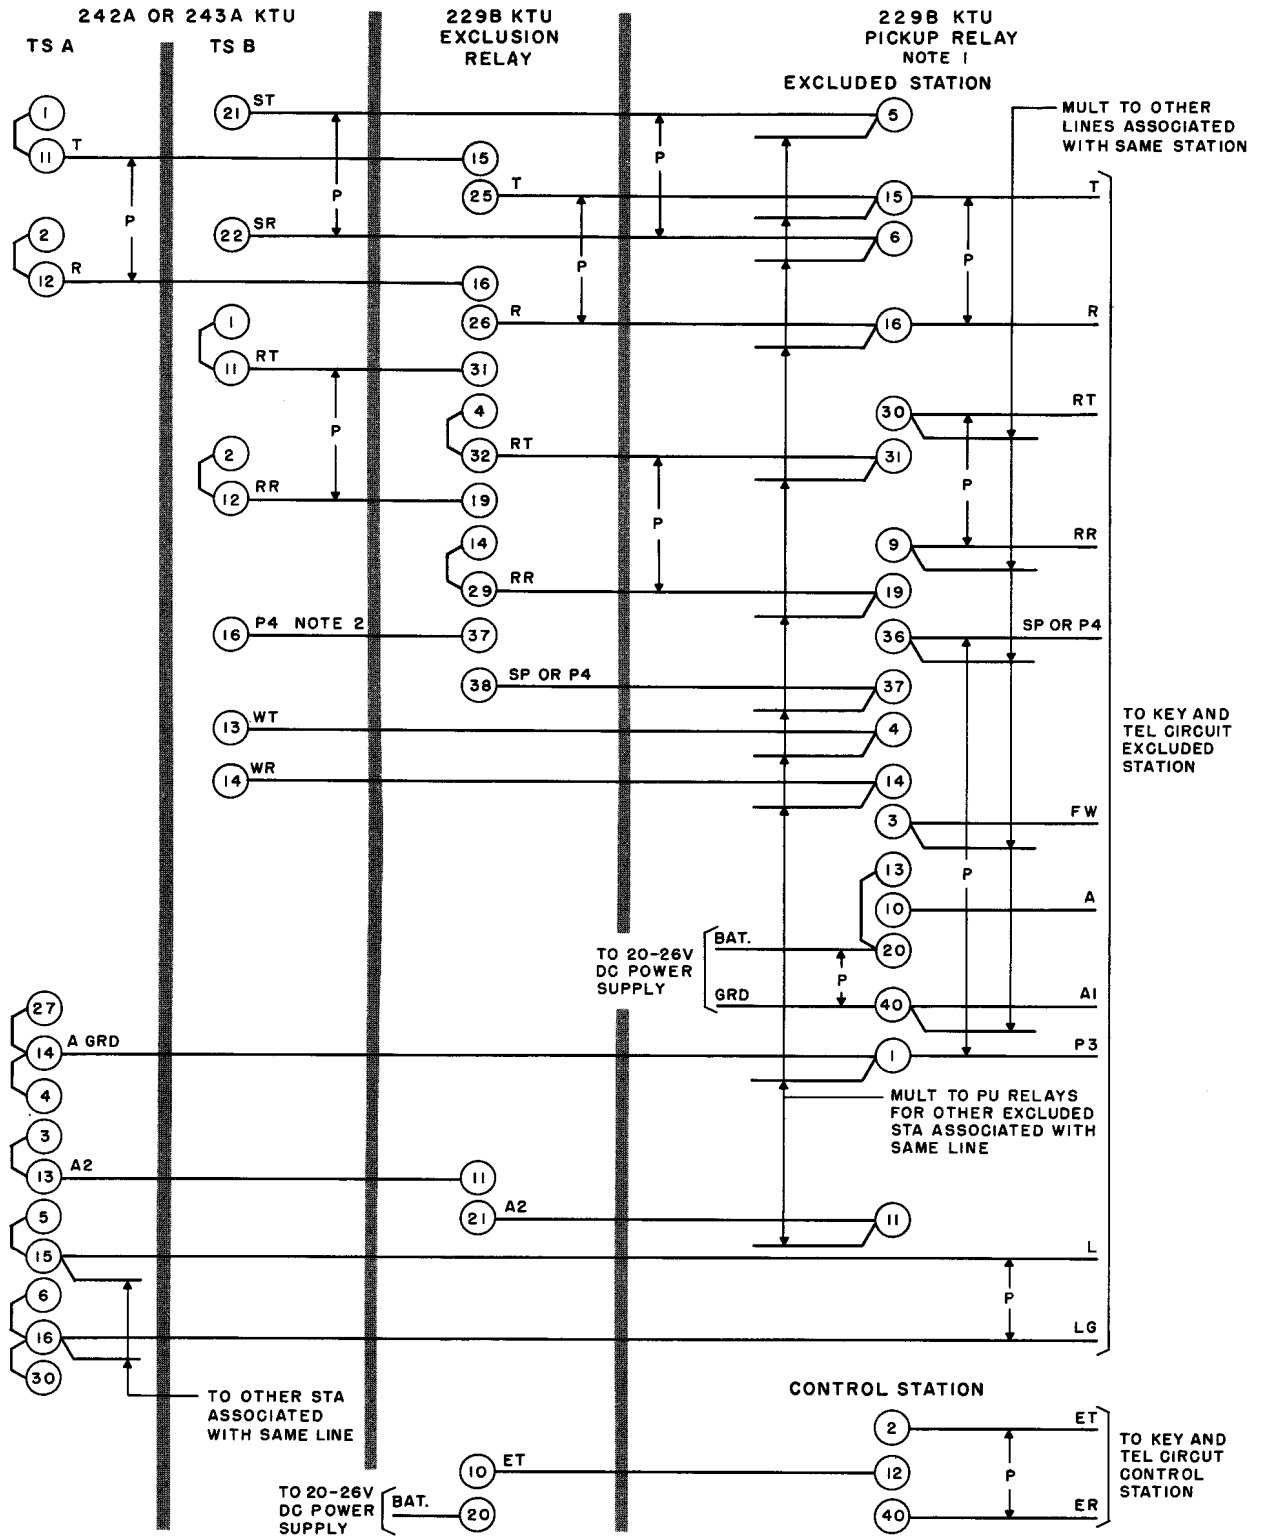 242A OR 243A KTU
TS A
TS B
229B KTU
EXCLUSION
RELAY
229B KTU
PICKUP RELAY
NOTE 1
EXCLUDED STATION
1
21 ST
5
MULT TO OTHER
LINES ASSOCIATED
WITH SAME STATION
11 T
15
P
P
P
25 T
15
T
2
22 SR
6
P
P
12 R
16
1
26 R
16
R
11 RT
31
4
30
RT
P
2
32 RT
31
12 RR
19
P
P
14
9
RR
29 RR
19
16 P4 NOTE 2
37
36
SP OR P4
38 SP OR P4
37
13 WT
4
TO KEY AND
TEL CIRCUIT
EXCLUDED
STATION
14 WR
14
3
FW
13
P
10
A
TO 20-26V
DC POWER
SUPPLY
BAT.
20
P
GRD
40
A1
27
14 A GRD
1
P3
4
MULT TO PU RELAYS
FOR OTHER EXCLUDED
STA ASSOCIATED WITH
SAME LINE
3
13 A2
11
5
21 A2
11
15
L
6
P
16
LG
30
TO OTHER STA
ASSOCIATED
WITH SAME LINE
CONTROL STATION
2
ET
10 ET
12
P
TO KEY AND
TEL CIRCUT
CONTROL
STATION
TO 20-26V
DC POWER
SUPPLY
BAT.
20
40
ER